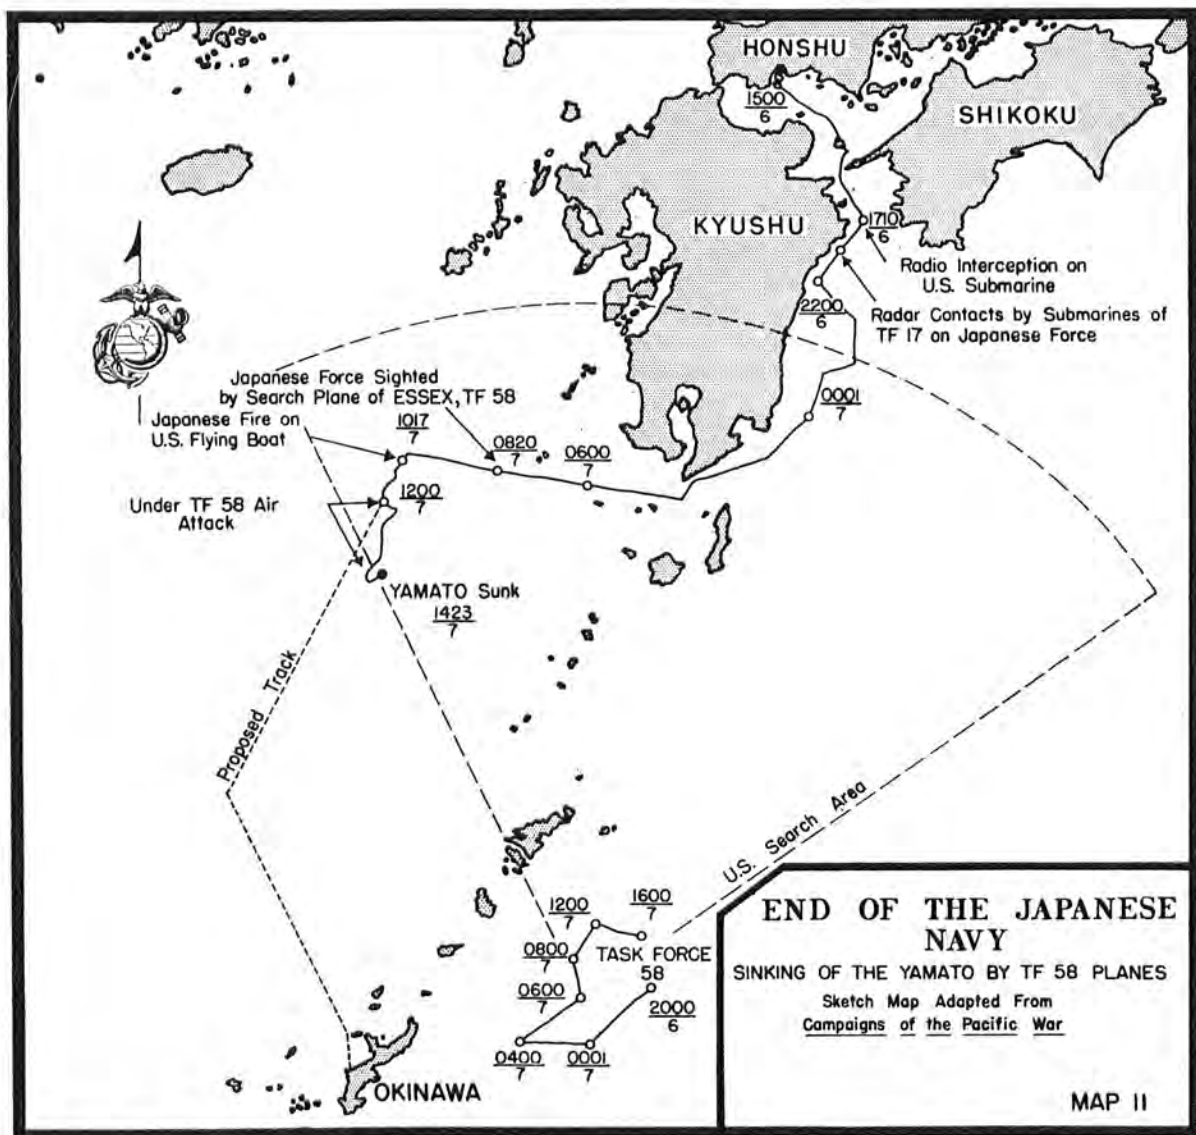 HONSHU
1500
6
SHIKOKU
KYUSHU
1710
6
Radio Interception on
U.S. Submarine
2200
6
Radar Contacts by Submarines of
TF 17 on Japanese Force
0001
7
Japanese Force Sighted
by Search Plane of ESSEX, TF 58
Japanese Fire on
U.S. Flying Boat
1017
7
0820
7
0600
7
Under TF 58 Air
Attack
1200
7
YAMATO Sunk
1423
7
Proposed Track
U.S. Search Area
1200
7
1600
7
0800
7
TASK FORCE
58
0600
7
2000
6
0400
7
0001
7
OKINAWA
END OF THE JAPANESE
NAVY
SINKING OF THE YAMATO BY TF 58 PLANES
Sketch Map Adapted From
Campaigns of the Pacific War
MAP 11